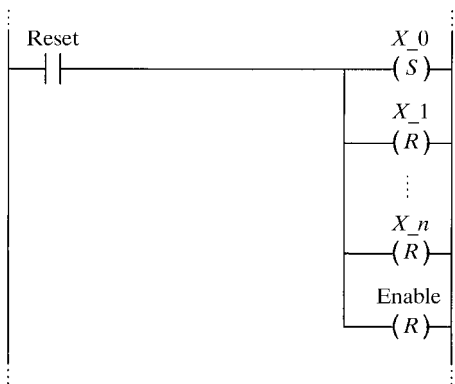 Reset
X_0
( S )
X_1
( R )
X_n
( R )
Enable
( R )